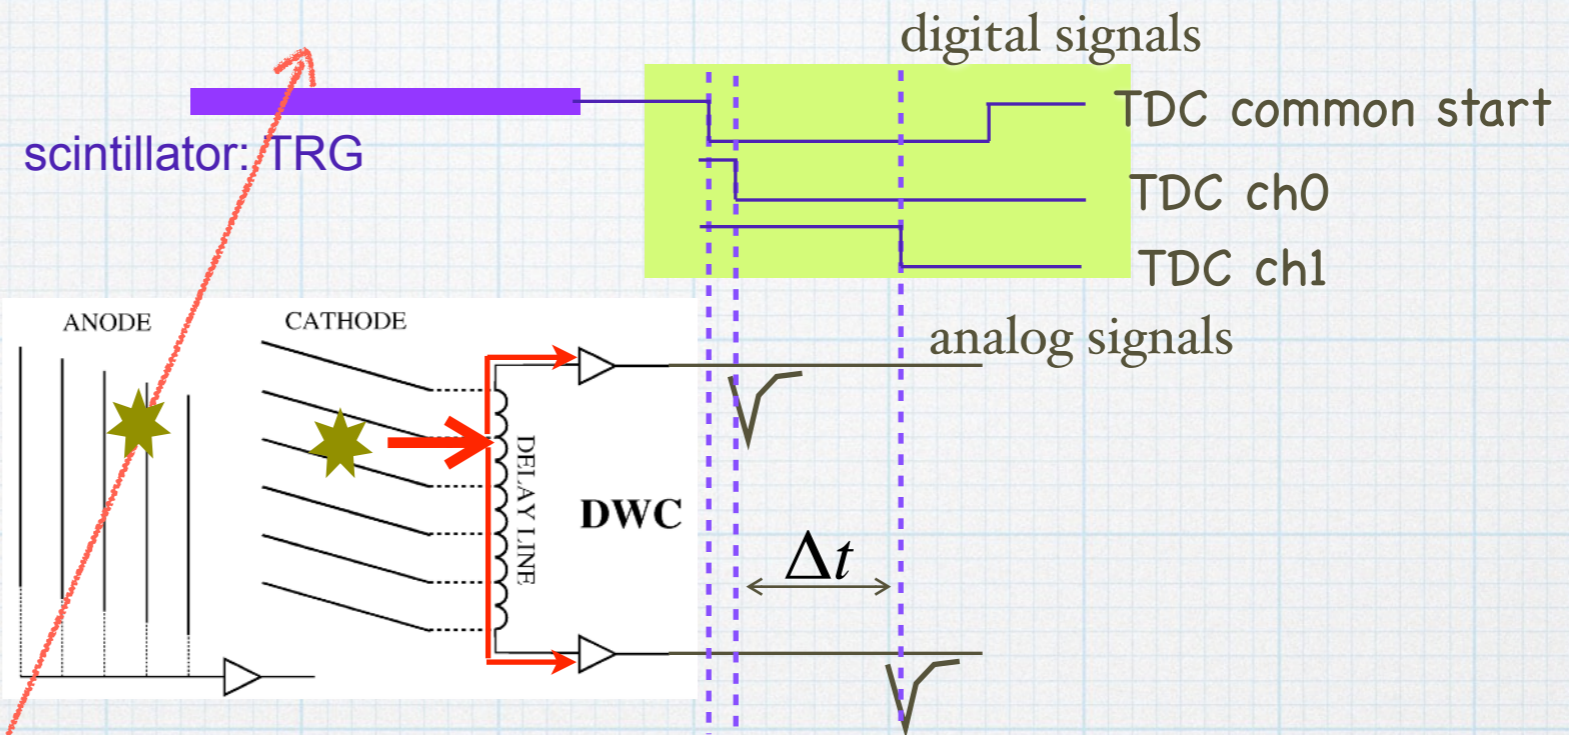 digital signals
TDC common start
scintillator: TRG
TDC ch0
TDC ch1
ANODE
CATHODE
analog signals
DELAY LINE
DWC
Δt